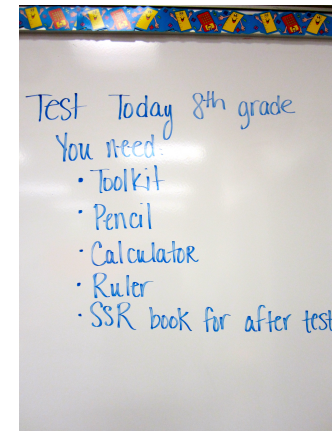 Test Today 8th grade
You need:
• Toolkit
• Pencil
• Calculator
• Ruler
• SSR book for after test